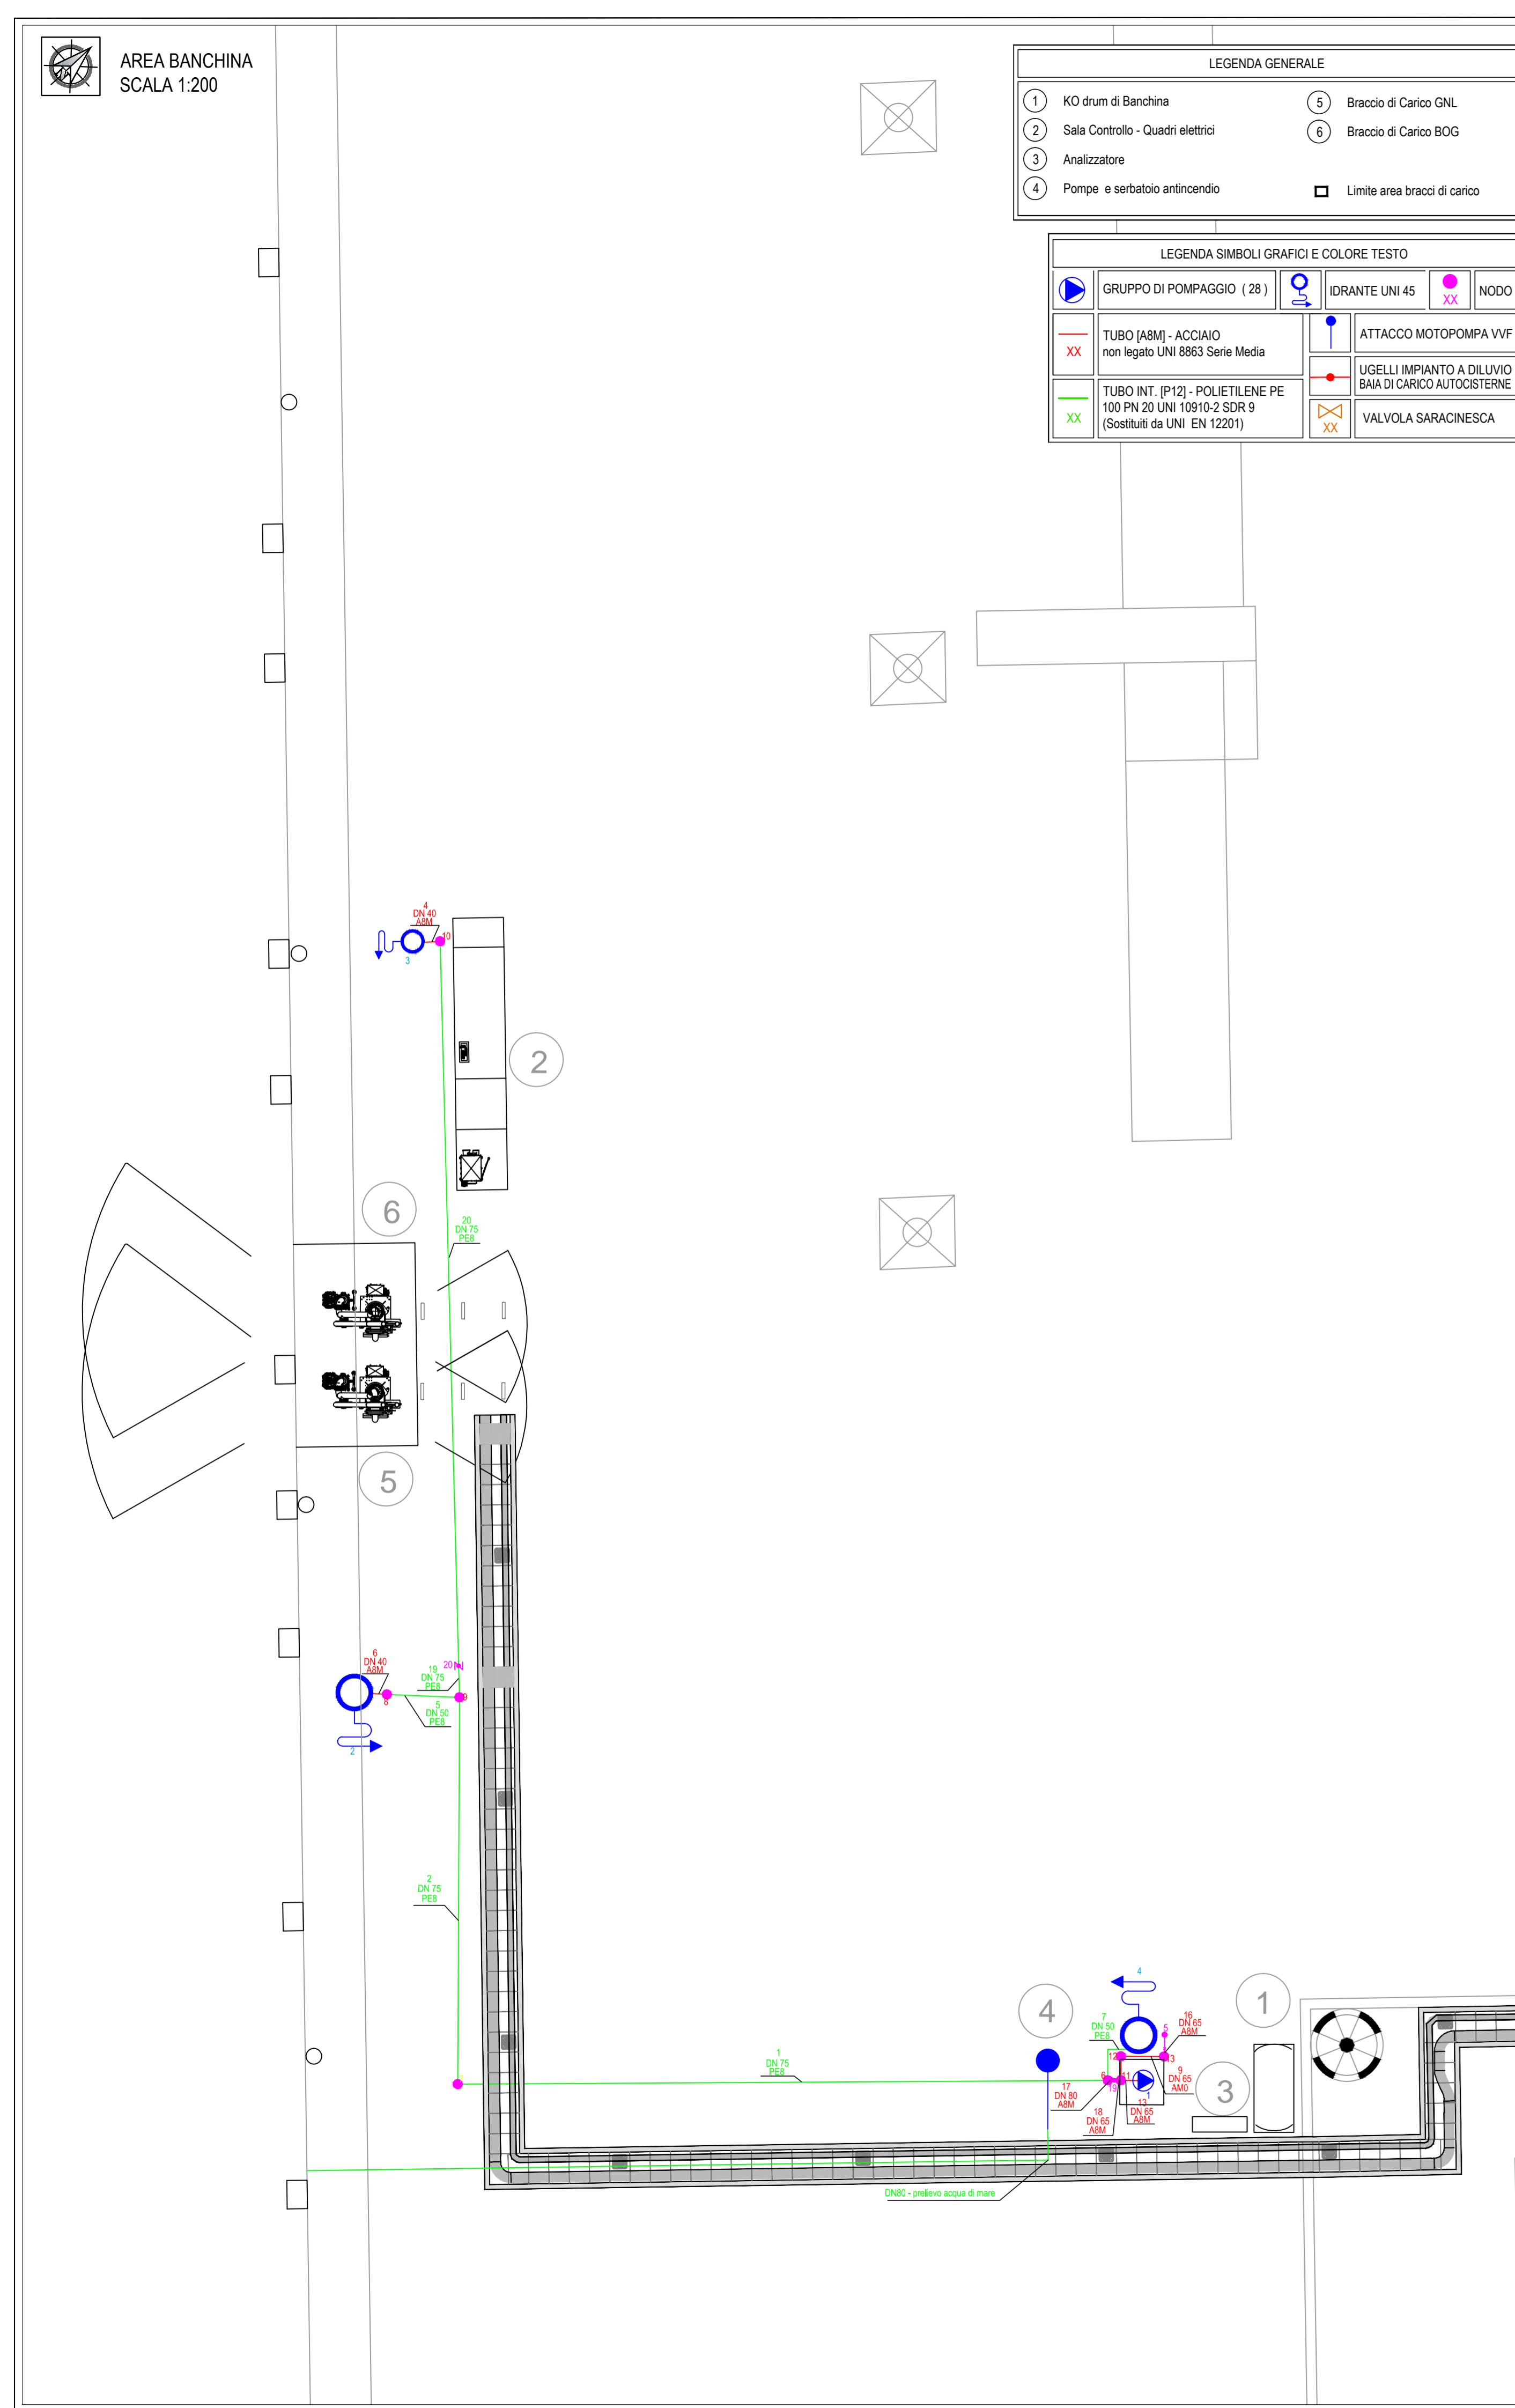 AREA BANCHINA
SCALA 1:200
LEGENDA GENERALE
1 KO drum di Banchina
2 Sala Controllo - Quadri elettrici
3 Analizzatore
4 Pompe e serbatoio antincendio
5 Braccio di Carico GNL
6 Braccio di Carico BOG
Limite area bracci di carico
LEGENDA SIMBOLI GRAFICI E COLORE TESTO
GRUPPO DI POMPAGGIO ( 28 )
IDRANTE UNI 45
XX
NODO
XX
TUBO [A8M] - ACCIAIO
non legato UNI 8863 Serie Media
ATTACCO MOTOPOMPA VVF
UGELLI IMPIANTO A DILUVIO
BAIA DI CARICO AUTOCISTERNE
XX
TUBO INT. [P12] - POLIETILENE PE
100 PN 20 UNI 10910-2 SDR 9
(Sostituiti da UNI EN 12201)
XX
VALVOLA SARACINESCA
4
DN 40
A8M
10
3
2
6
20
DN 75
PE8
5
6
DN 40
A8M
8
20
19
DN 75
PE8
9
5
DN 50
PE8
2
2
DN 75
PE8
1
DN 75
PE8
4
4
1
7
DN 50
PE8
5
16
DN 65
A8M
12
13
6
19
11
1
9
DN 65
AM0
3
17
DN 80
A8M
18
DN 65
A8M
13
DN 65
A8M
DN80 - prelievo acqua di mare